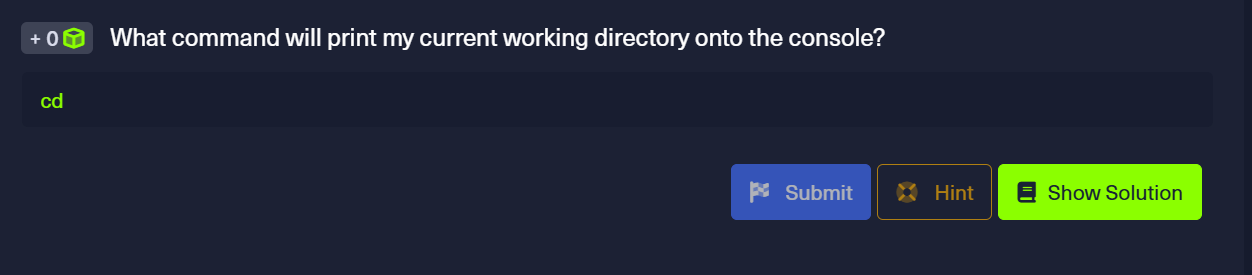 + 0 What command will print my current working directory onto the console?
cd
Submit Hint Show Solution